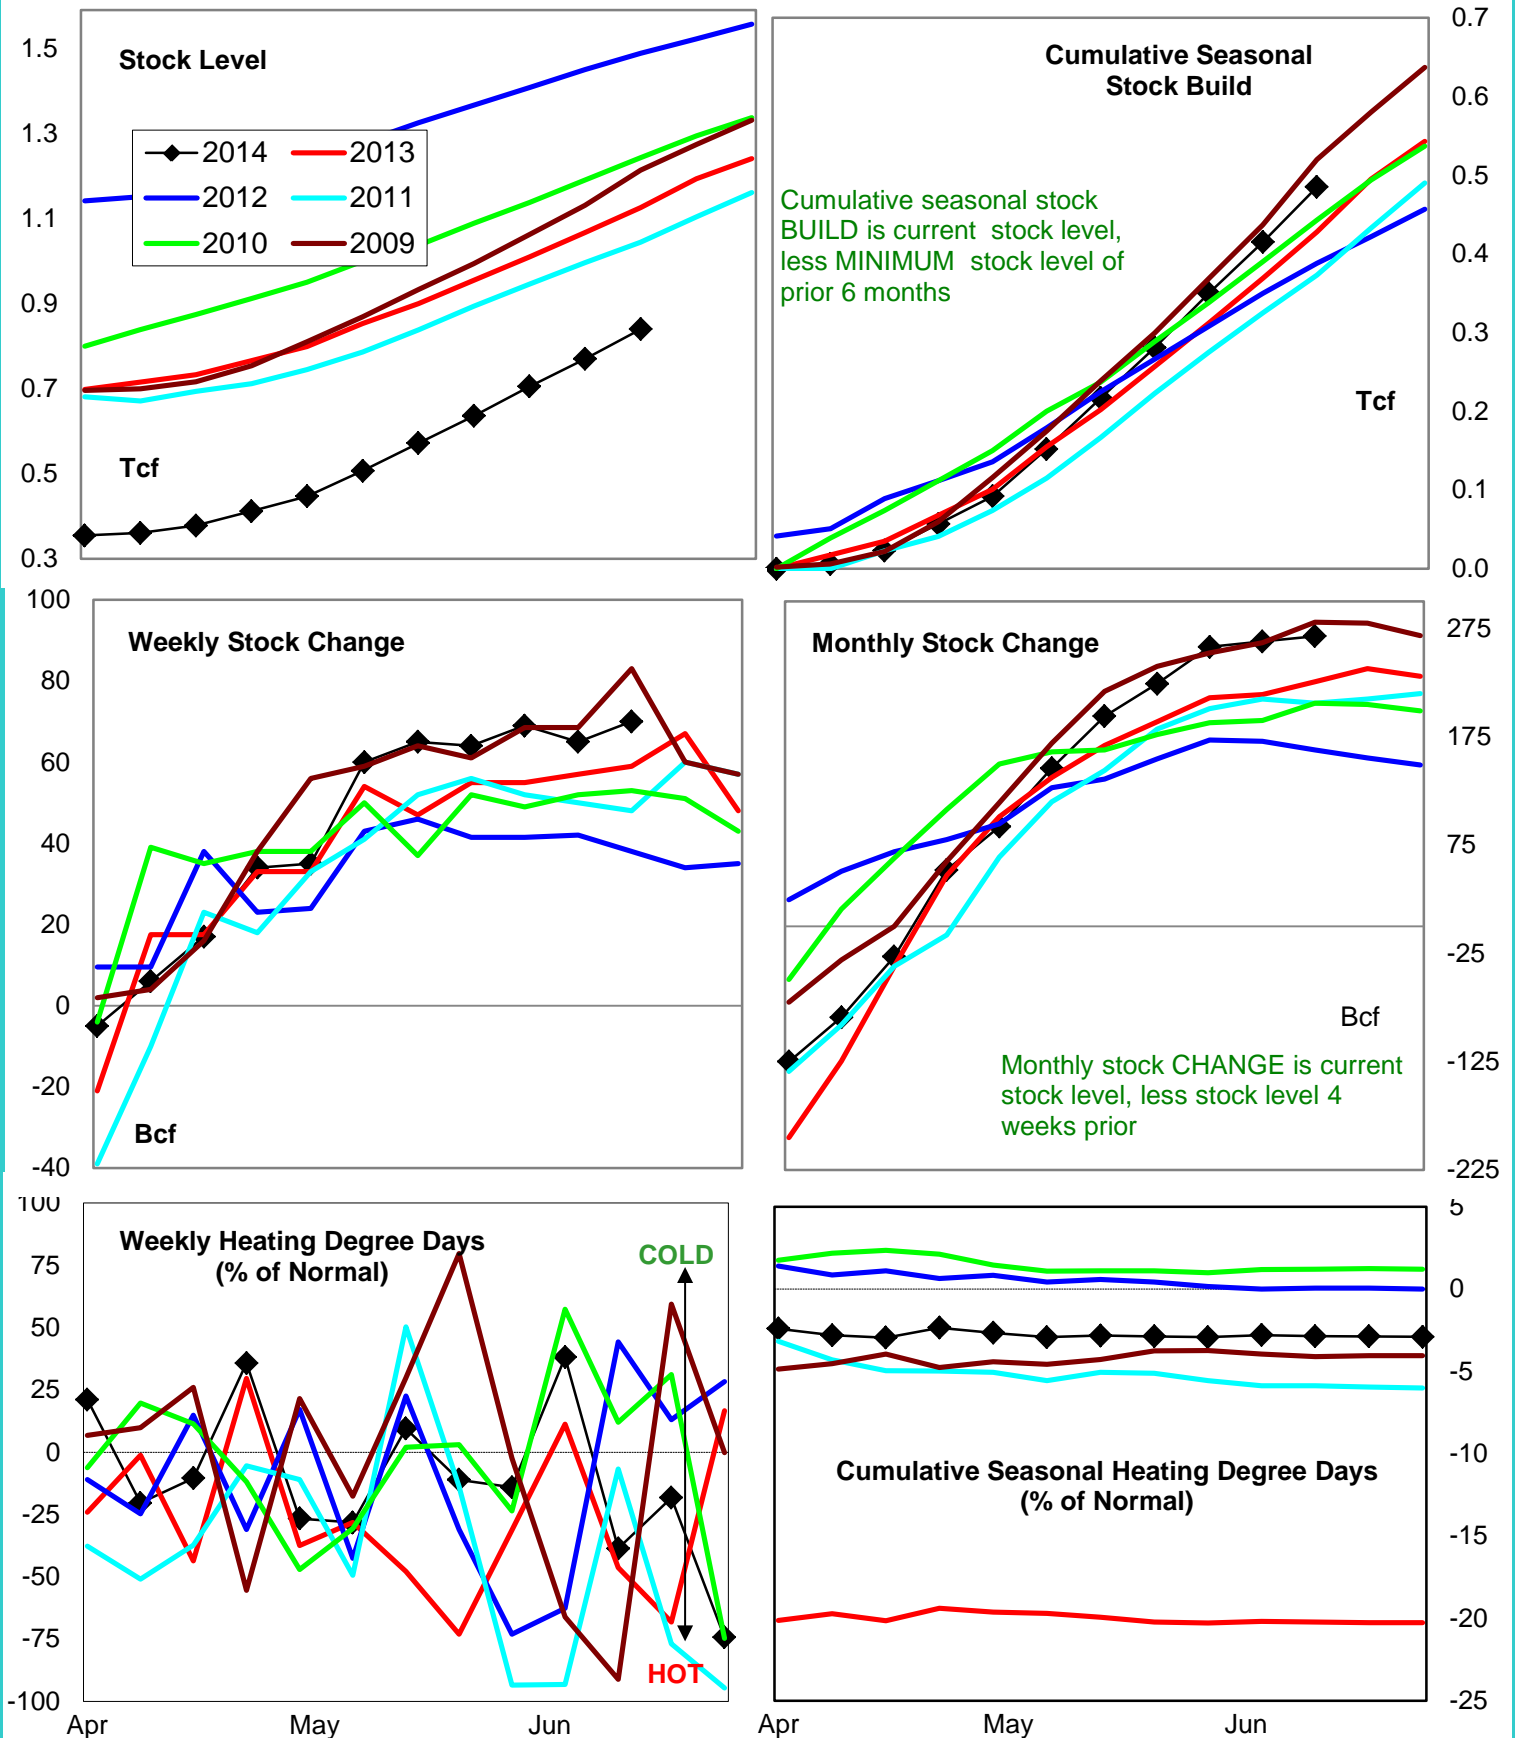 1.5
1.3
1.1
0.9
0.7
0.5
0.3
Stock Level
2014
2013
2012
2011
2010
2009
Tcf
0.7
0.6
0.5
0.4
0.3
0.2
0.1
0.0
Cumulative Seasonal
Stock Build
Cumulative seasonal stock
BUILD is current stock level,
less MINIMUM stock level of
prior 6 months
Tcf
100
80
60
40
20
0
-20
-40
Weekly Stock Change
Bcf
275
175
75
-25
-125
-225
Monthly Stock Change
Bcf
Monthly stock CHANGE is current
stock level, less stock level 4
weeks prior
100
75
50
25
0
-25
-50
-75
-100
Weekly Heating Degree Days
(% of Normal)
COLD
HOT
Apr
May
Jun
5
0
-5
-10
-15
-20
-25
Cumulative Seasonal Heating Degree Days
(% of Normal)
Apr
May
Jun